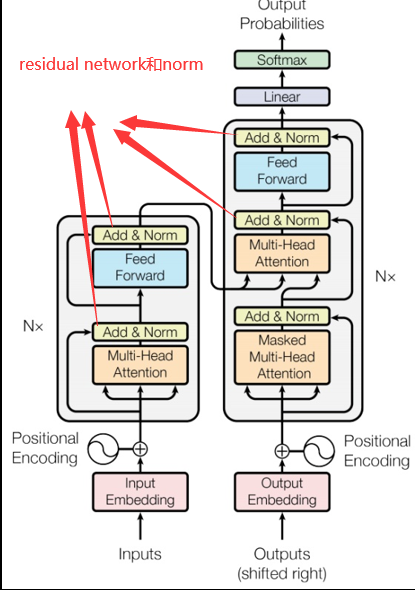 Output
Probabilities
Softmax
Linear
Add & Norm
Feed
Forward
Add & Norm
Multi-Head
Attention
Add & Norm
Masked
Multi-Head
Attention
N×
Positional
Encoding
Output
Embedding
Outputs
(shifted right)
residual network和norm
Add & Norm
Feed
Forward
Add & Norm
Multi-Head
Attention
N×
Positional
Encoding
Input
Embedding
Inputs